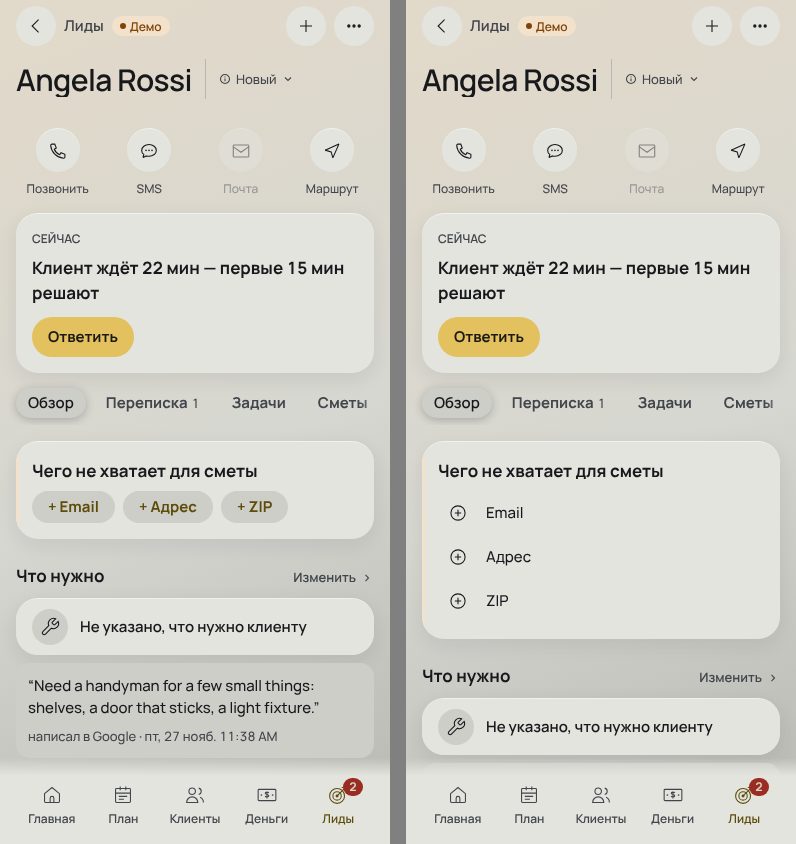 Лиды
Демо
Angela Rossi
Новый
Позвонить
SMS
Почта
Маршрут
СЕЙЧАС
Клиент ждёт 22 мин — первые 15 мин
решают
Ответить
Обзор
Переписка 1
Задачи
Сметы
Чего не хватает для сметы
+ Email
+ Адрес
+ ZIP
Что нужно
Изменить
Не указано, что нужно клиенту
“Need a handyman for a few small things:
shelves, a door that sticks, a light fixture.”
написал в Google · пт, 27 нояб. 11:38 AM
Главная
План
Клиенты
Деньги
2
Лиды
Лиды
Демо
Angela Rossi
Новый
Позвонить
SMS
Почта
Маршрут
СЕЙЧАС
Клиент ждёт 22 мин — первые 15 мин
решают
Ответить
Обзор
Переписка 1
Задачи
Сметы
Чего не хватает для сметы
Email
Адрес
ZIP
Что нужно
Изменить
Не указано, что нужно клиенту
Главная
План
Клиенты
Деньги
2
Лиды